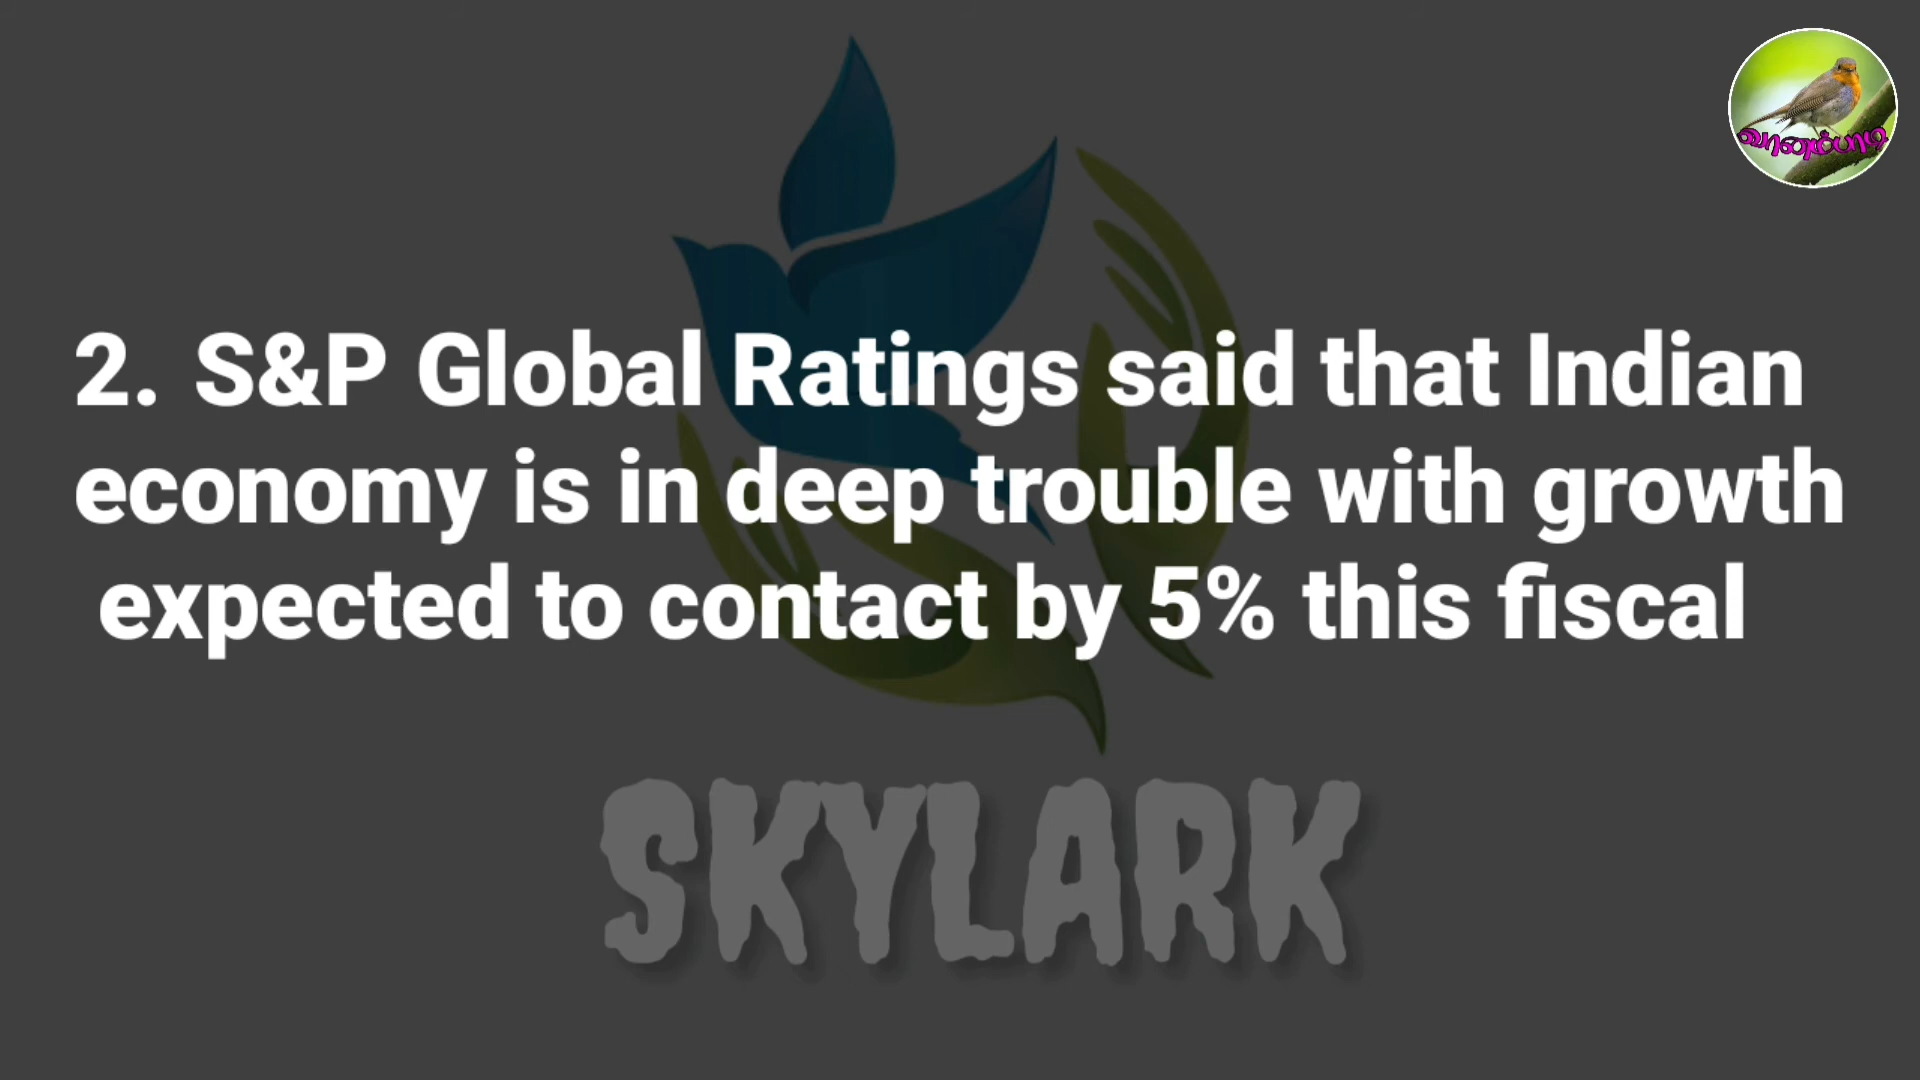 வானம்பாடி
2. S&P Global Ratings said that Indian
economy is in deep trouble with growth
expected to contact by 5% this fiscal
SKYLARK